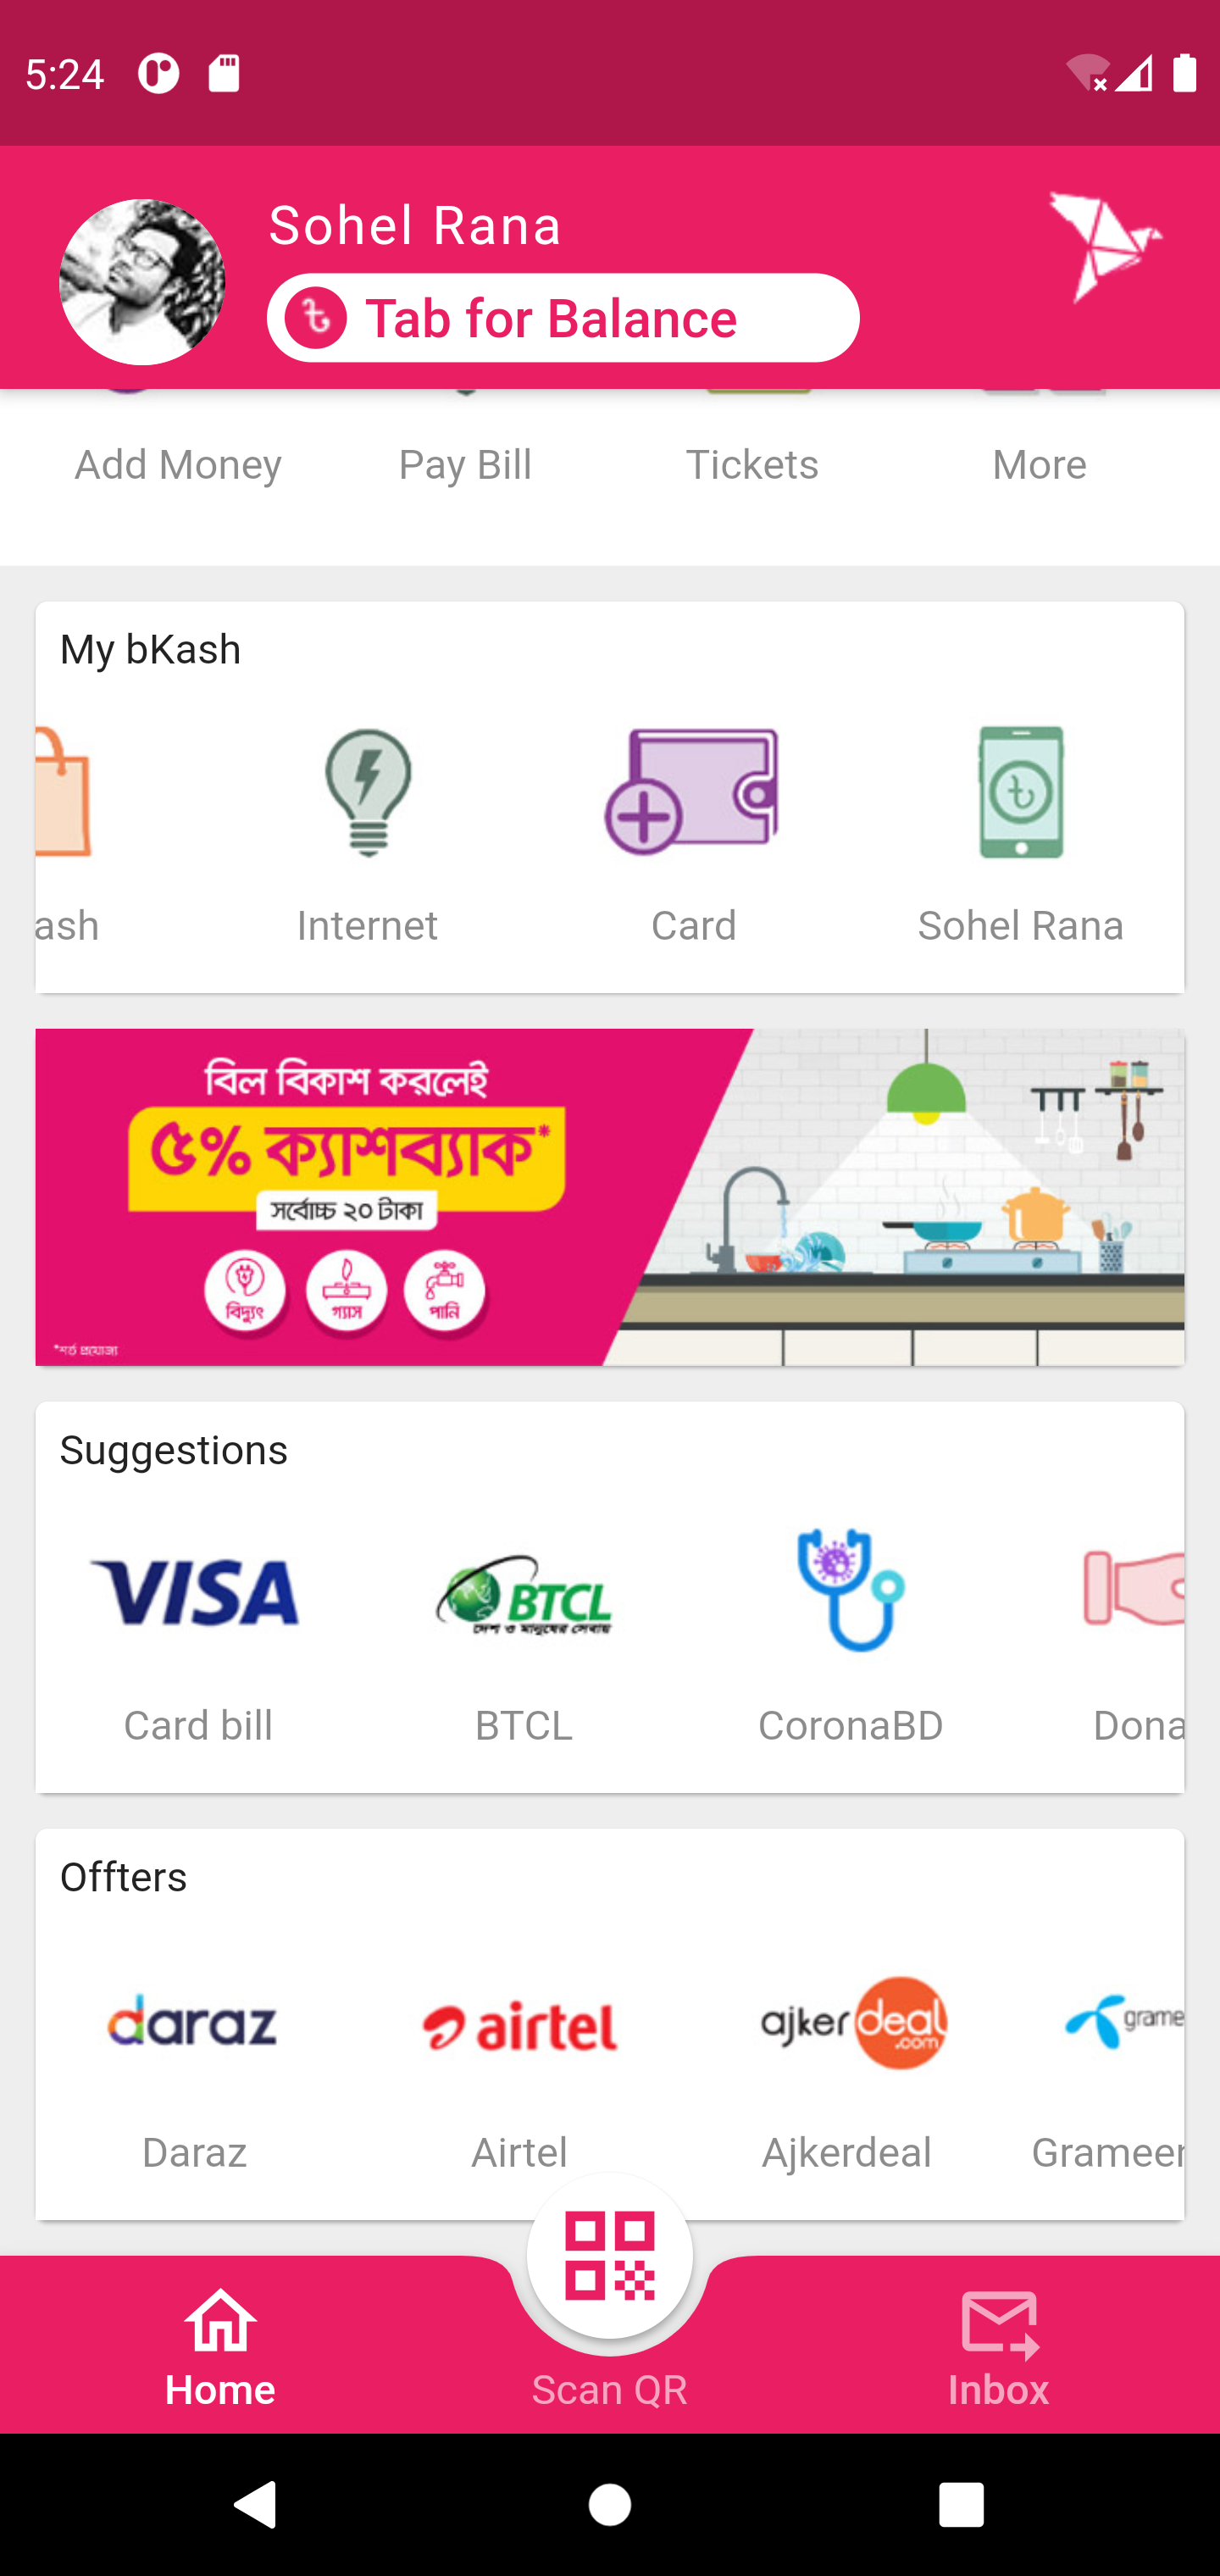 5:24
Sohel Rana
Tab for Balance
Add Money Pay Bill Tickets More
My bKash
ash Internet Card Sohel Rana
বিল বিকাশ করলেই
৫% ক্যাশব্যাক*
সর্বোচ্চ ২০ টাকা
বিদ্যুৎ গ্যাস পানি
*শর্ত প্রযোজ্য
Suggestions
VISA BTCL
দেশ ও মানুষের সেবায়
Card bill BTCL CoronaBD Dona
Offters
daraz airtel ajkerdeal.com grame
Daraz Airtel Ajkerdeal Grameen
Home Scan QR Inbox